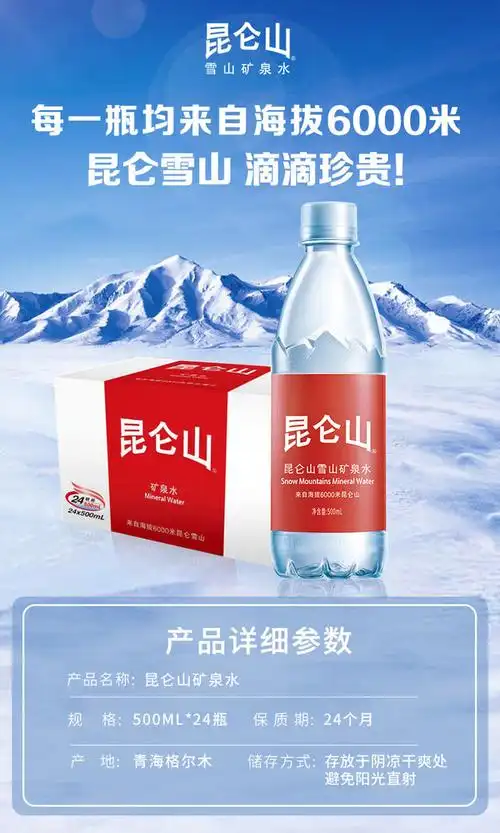 昆仑山®
雪山矿泉水
每一瓶均来自海拔6000米
昆仑雪山 滴滴珍贵!
昆仑山®
矿泉水
Mineral Water
来自海拔6000米昆仑雪山
24
24x500mL
昆仑山®
昆仑山雪山矿泉水
Snow Mountains Mineral Water
来自海拔6000米昆仑山
净含量:500mL
产品详细参数
产品名称: 昆仑山矿泉水
规 格: 500ML*24瓶 保 质 期: 24个月
产 地: 青海格尔木 储存方式: 存放于阴凉干爽处
避免阳光直射